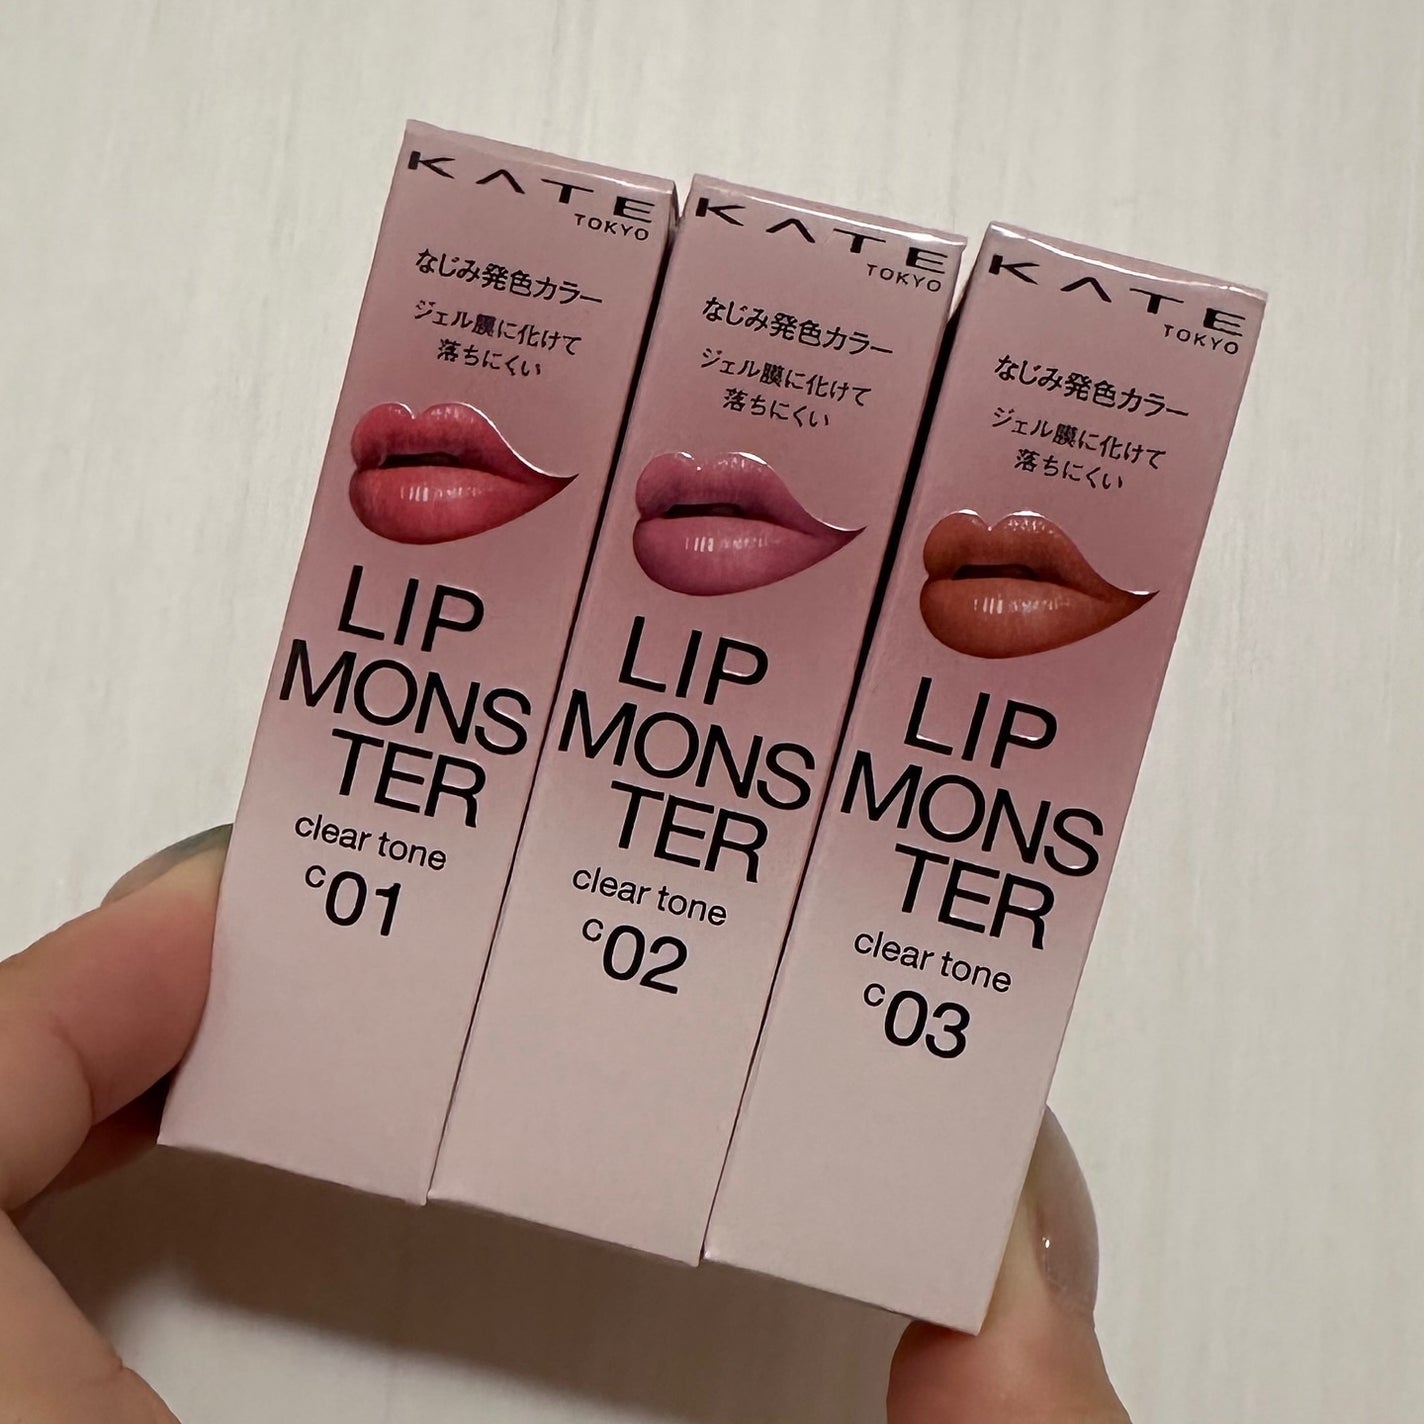 KATE
TOKYO
なじみ発色カラー
ジェル膜に化けて
落ちにくい
LIP
MONS
TER
clear tone
C01
KATE
TOKYO
なじみ発色カラー
ジェル膜に化けて
落ちにくい
LIP
MONS
TER
clear tone
C02
KATE
TOKYO
なじみ発色カラー
ジェル膜に化けて
落ちにくい
LIP
MONS
TER
clear tone
C03